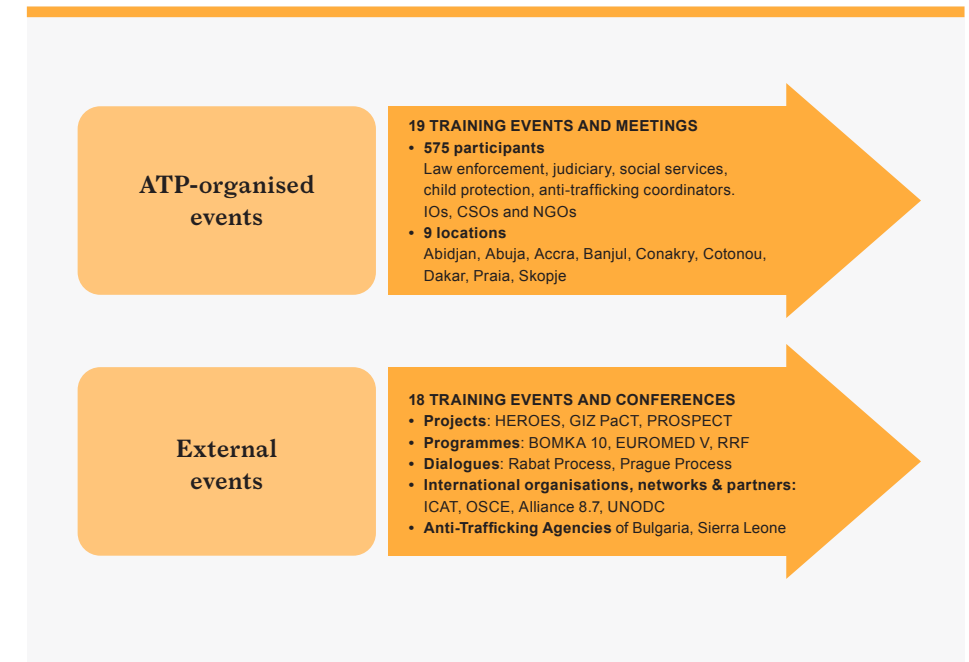 ATP-organised
events
19 TRAINING EVENTS AND MEETINGS
• 575 participants
Law enforcement, judiciary, social services,
child protection, anti-trafficking coordinators.
IOs, CSOs and NGOs
• 9 locations
Abidjan, Abuja, Accra, Banjul, Conakry, Cotonou,
Dakar, Praia, Skopje
External
events
18 TRAINING EVENTS AND CONFERENCES
• Projects: HEROES, GIZ PaCT, PROSPECT
• Programmes: BOMKA 10, EUROMED V, RRF
• Dialogues: Rabat Process, Prague Process
• International organisations, networks & partners:
ICAT, OSCE, Alliance 8.7, UNODC
• Anti-Trafficking Agencies of Bulgaria, Sierra Leone